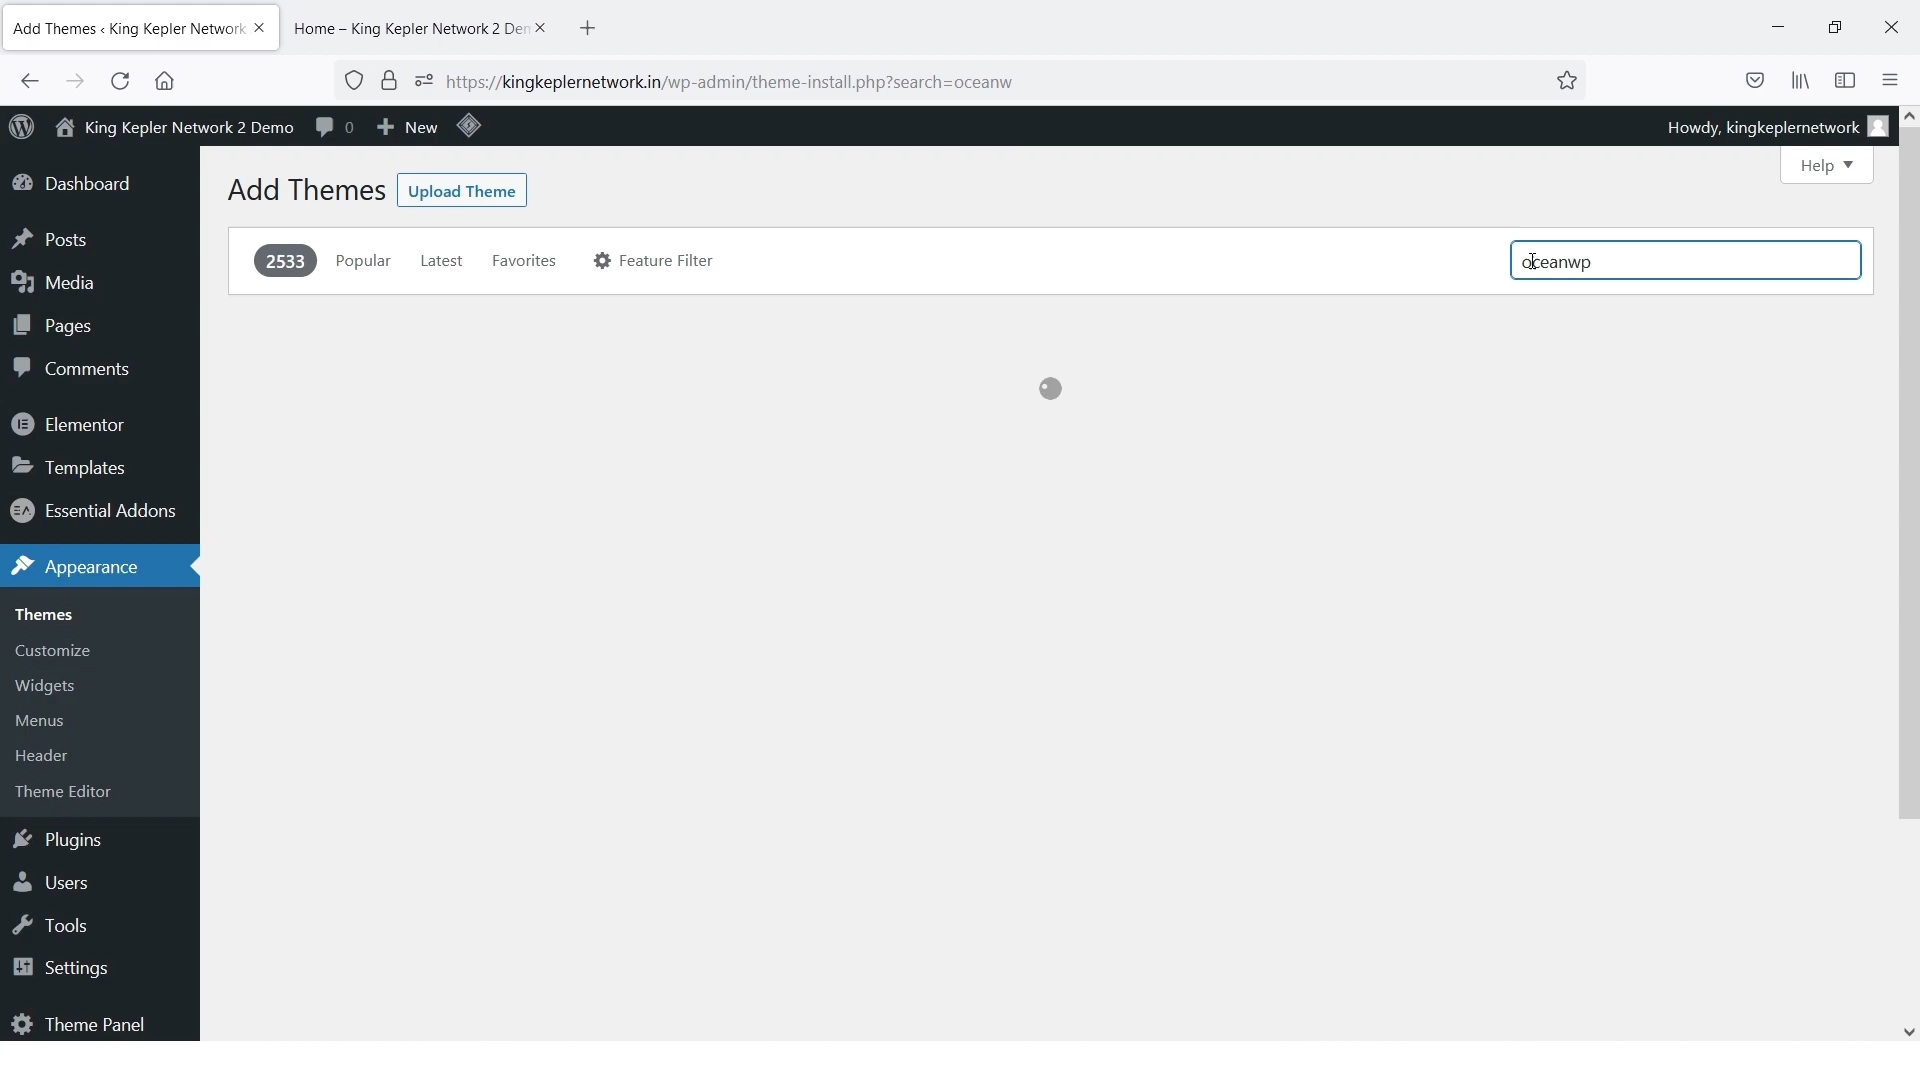 Add Themes ‹ King Kepler Network
Home – King Kepler Network 2 Den
https://kingkeplernetwork.in/wp-admin/theme-install.php?search=oceanw
King Kepler Network 2 Demo
0
New
Howdy, kingkeplernetwork
Dashboard
Posts
Media
Pages
Comments
Elementor
Templates
Essential Addons
Appearance
Themes
Customize
Widgets
Menus
Header
Theme Editor
Plugins
Users
Tools
Settings
Theme Panel
Add Themes
Upload Theme
Help
2533
Popular
Latest
Favorites
Feature Filter
oceanwp